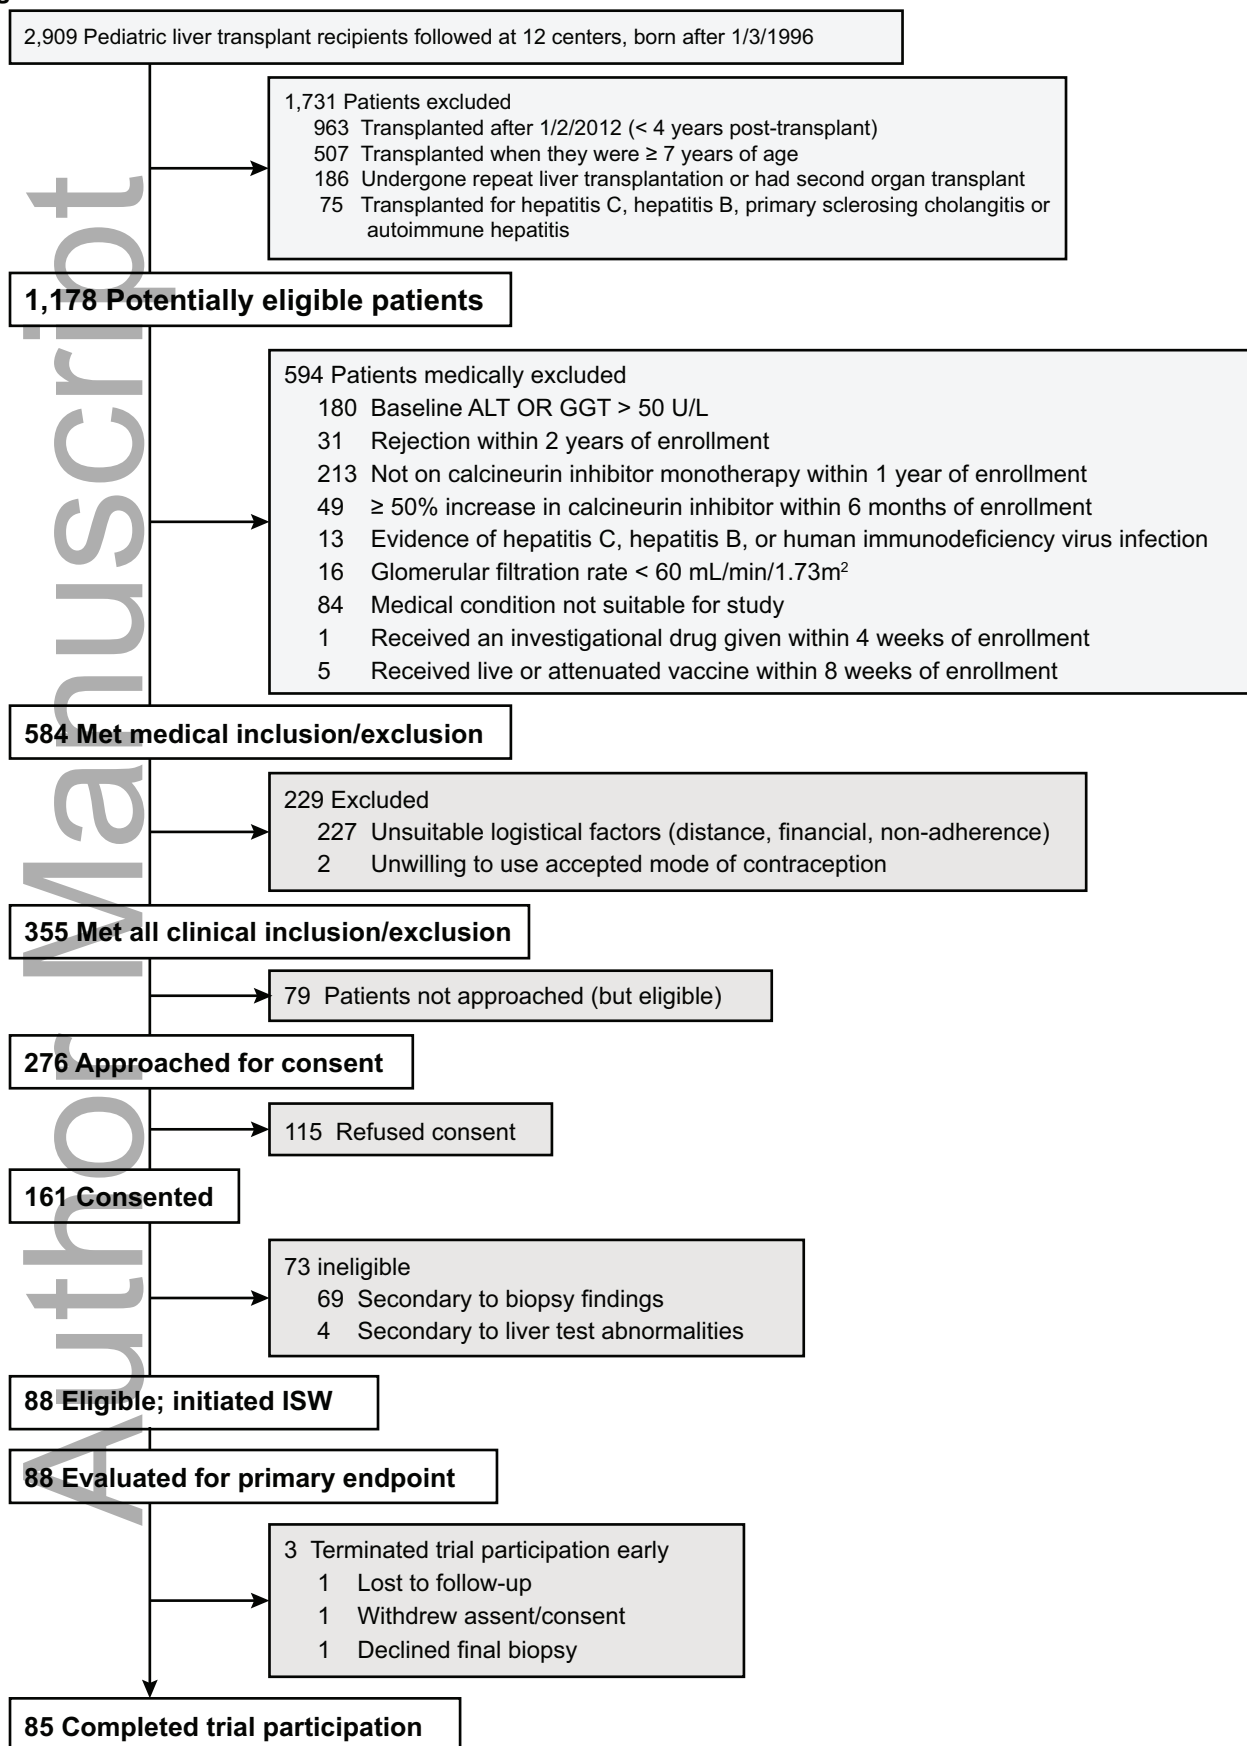 2,909 Pediatric liver transplant recipients followed at 12 centers, born after 1/3/1996
1,731 Patients excluded
963 Transplanted after 1/2/2012 (< 4 years post-transplant)
507 Transplanted when they were ≥ 7 years of age
186 Undergone repeat liver transplantation or had second organ transplant
75 Transplanted for hepatitis C, hepatitis B, primary sclerosing cholangitis or
autoimmune hepatitis
1,178 Potentially eligible patients
594 Patients medically excluded
180 Baseline ALT OR GGT > 50 U/L
31 Rejection within 2 years of enrollment
213 Not on calcineurin inhibitor monotherapy within 1 year of enrollment
49 ≥ 50% increase in calcineurin inhibitor within 6 months of enrollment
13 Evidence of hepatitis C, hepatitis B, or human immunodeficiency virus infection
16 Glomerular filtration rate < 60 mL/min/1.73m²
84 Medical condition not suitable for study
1 Received an investigational drug given within 4 weeks of enrollment
5 Received live or attenuated vaccine within 8 weeks of enrollment
584 Met medical inclusion/exclusion
229 Excluded
227 Unsuitable logistical factors (distance, financial, non-adherence)
2 Unwilling to use accepted mode of contraception
355 Met all clinical inclusion/exclusion
79 Patients not approached (but eligible)
276 Approached for consent
115 Refused consent
161 Consented
73 ineligible
69 Secondary to biopsy findings
4 Secondary to liver test abnormalities
88 Eligible; initiated ISW
88 Evaluated for primary endpoint
3 Terminated trial participation early
1 Lost to follow-up
1 Withdrew assent/consent
1 Declined final biopsy
85 Completed trial participation
Author Manuscript